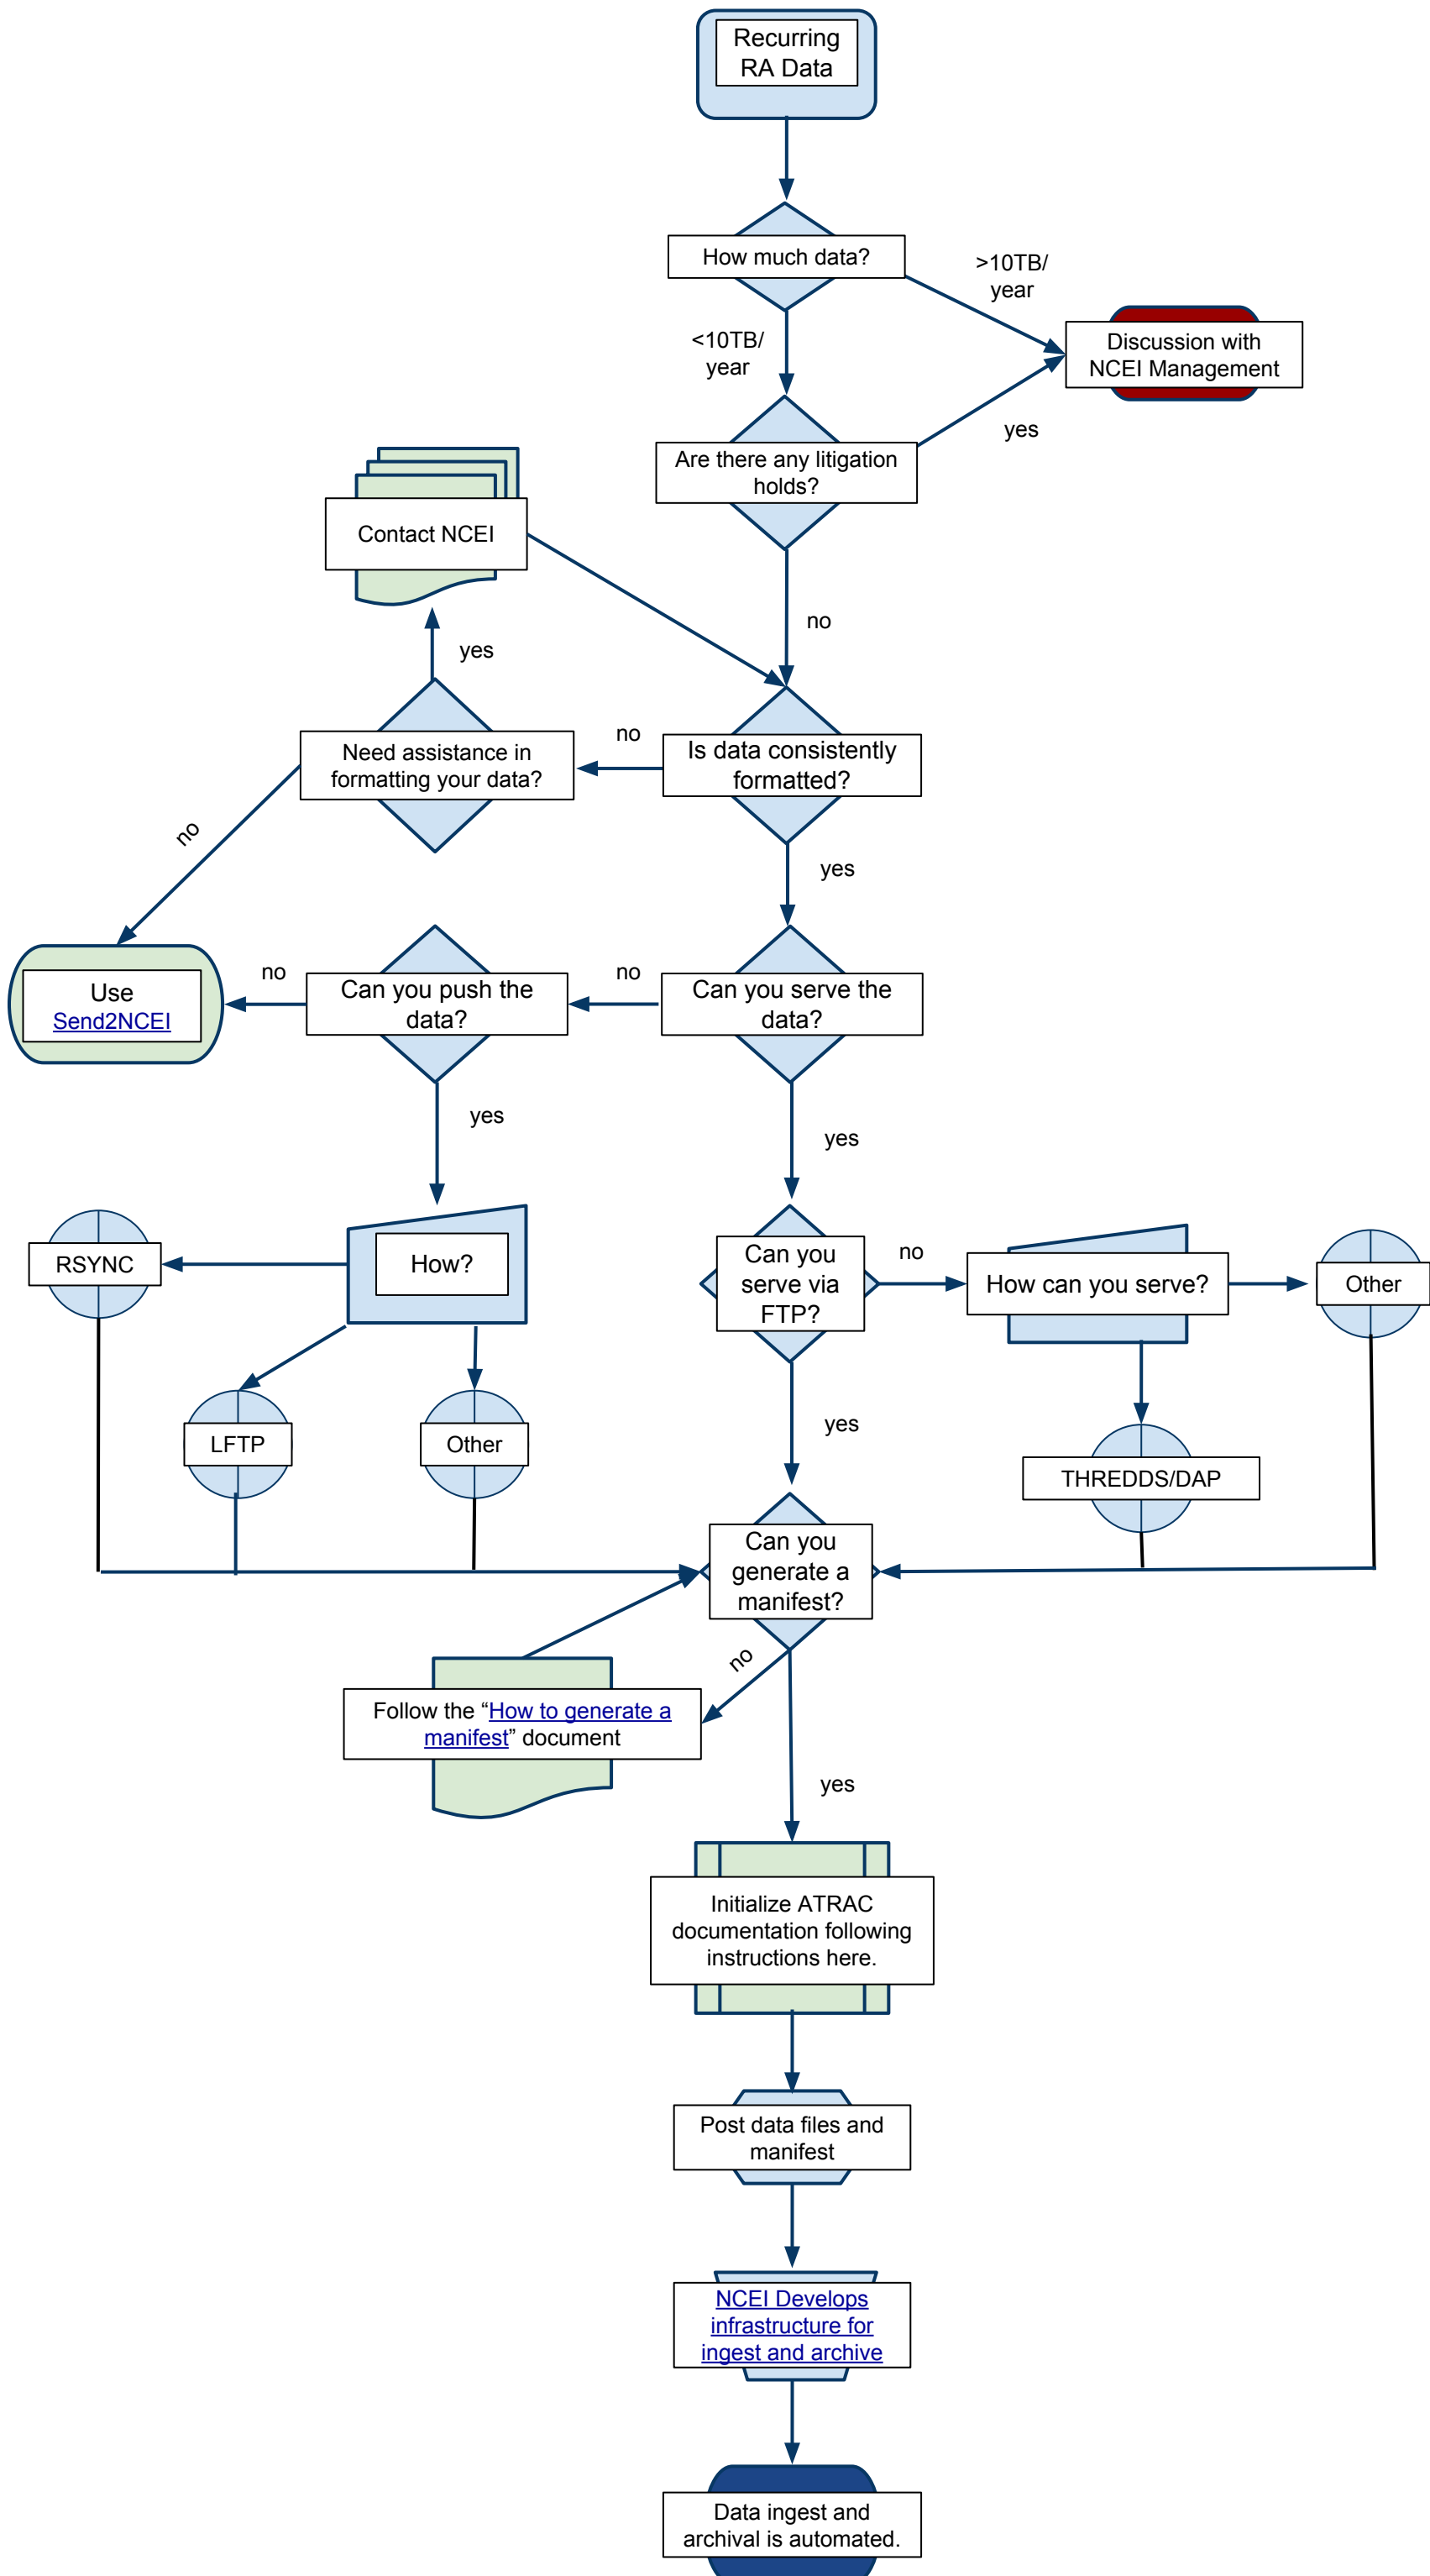 Recurring
RA Data
How much data?
>10TB/
year
<10TB/
year
Discussion with
NCEI Management
Are there any litigation
holds?
yes
Contact NCEI
no
yes
Need assistance in
formatting your data?
no
Is data consistently
formatted?
no
yes
Use
Send2NCEI
no
Can you push the
data?
no
Can you serve the
data?
yes
yes
RSYNC
How?
Can you
serve via
FTP?
no
How can you serve?
Other
LFTP
Other
yes
THREDDS/DAP
Can you
generate a
manifest?
no
Follow the “How to generate a
manifest” document
yes
Initialize ATRAC
documentation following
instructions here.
Post data files and
manifest
NCEI Develops
infrastructure for
ingest and archive
Data ingest and
archival is automated.